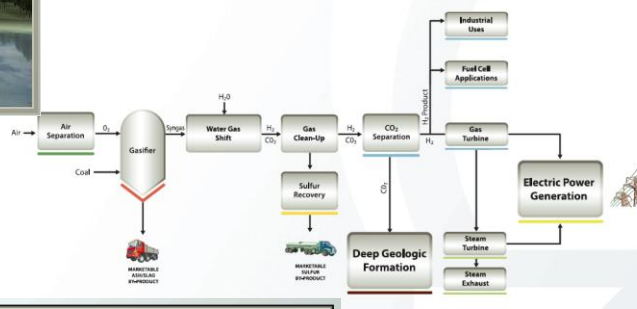 Industrial
Uses
Fuel Cell
Applications
H₂ Product
H₂O
Air
Air
Separation
O₂
Gasifier
Syngas
Water Gas
Shift
H₂
CO₂
Gas
Clean-Up
H₂
CO₂
CO₂
Separation
H₂
Gas
Turbine
Coal
Sulfur
Recovery
CO₂
Electric Power
Generation
MARKETABLE
ASH/SLAG
BY-PRODUCT
MARKETABLE
SULFUR
BY-PRODUCT
Deep Geologic
Formation
Steam
Turbine
Steam
Exhaust